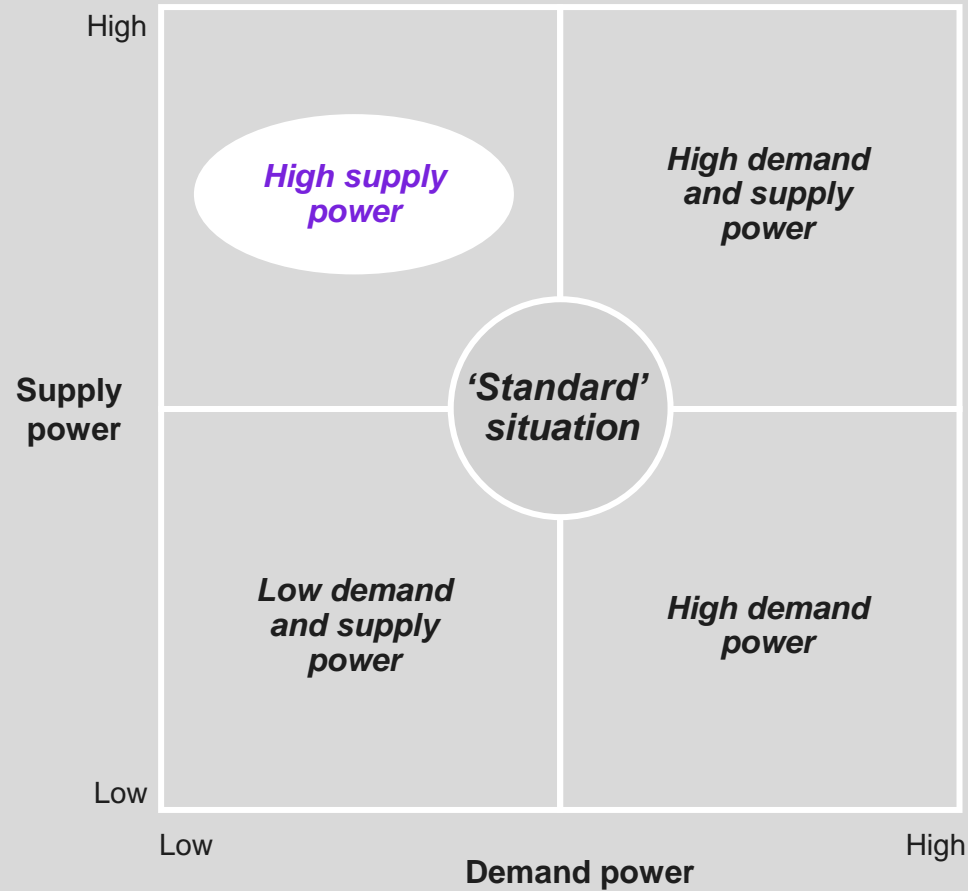 High
High supply
power
High demand
and supply
power
Supply
power
‘Standard’
situation
Low demand
and supply
power
High demand
power
Low
Low
High
Demand power